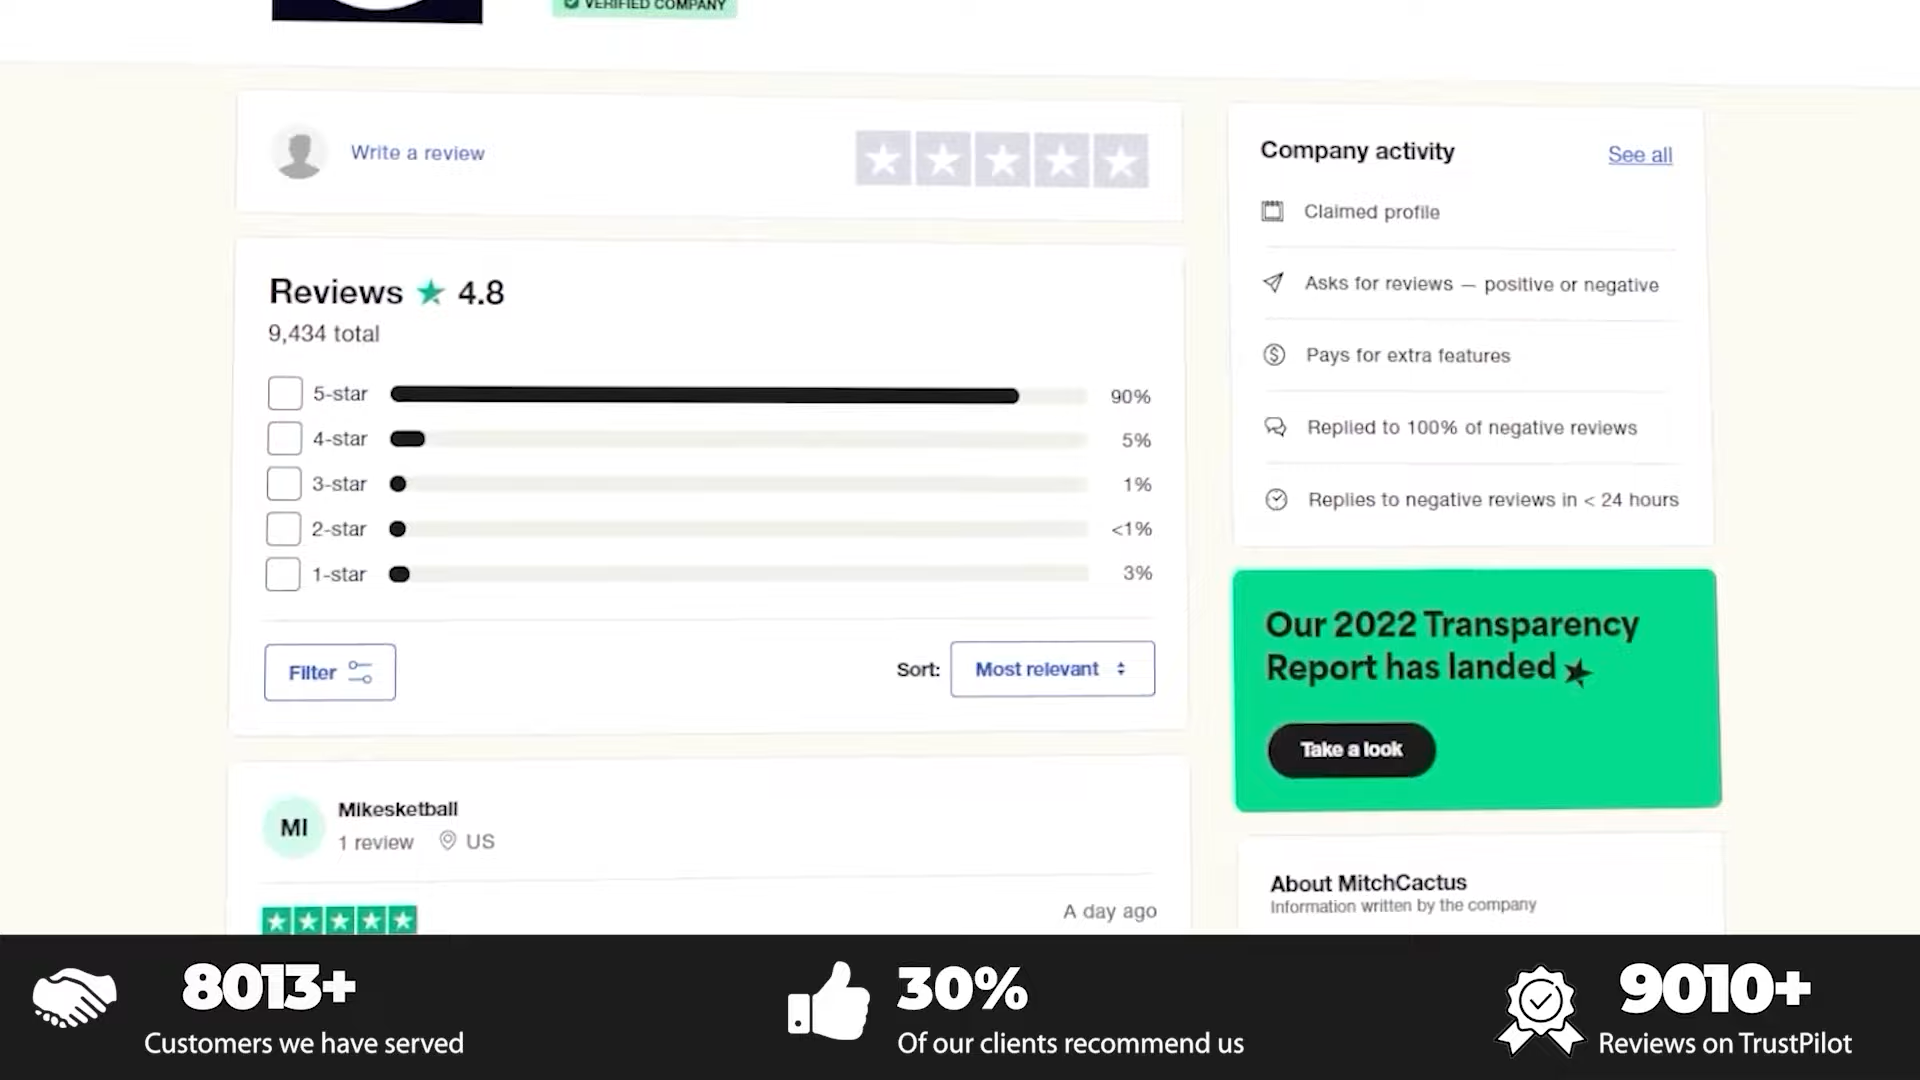 VERIFIED COMPANY
Write a review
Reviews 4.8
9,434 total
5-star 90%
4-star 5%
3-star 1%
2-star <1%
1-star 3%
Filter
Sort: Most relevant
MI
Mikesketball
1 review US
A day ago
Company activity See all
Claimed profile
Asks for reviews — positive or negative
Pays for extra features
Replied to 100% of negative reviews
Replies to negative reviews in < 24 hours
Our 2022 Transparency
Report has landed
Take a look
About MitchCactus
Information written by the company
8013+
Customers we have served
30%
Of our clients recommend us
9010+
Reviews on TrustPilot